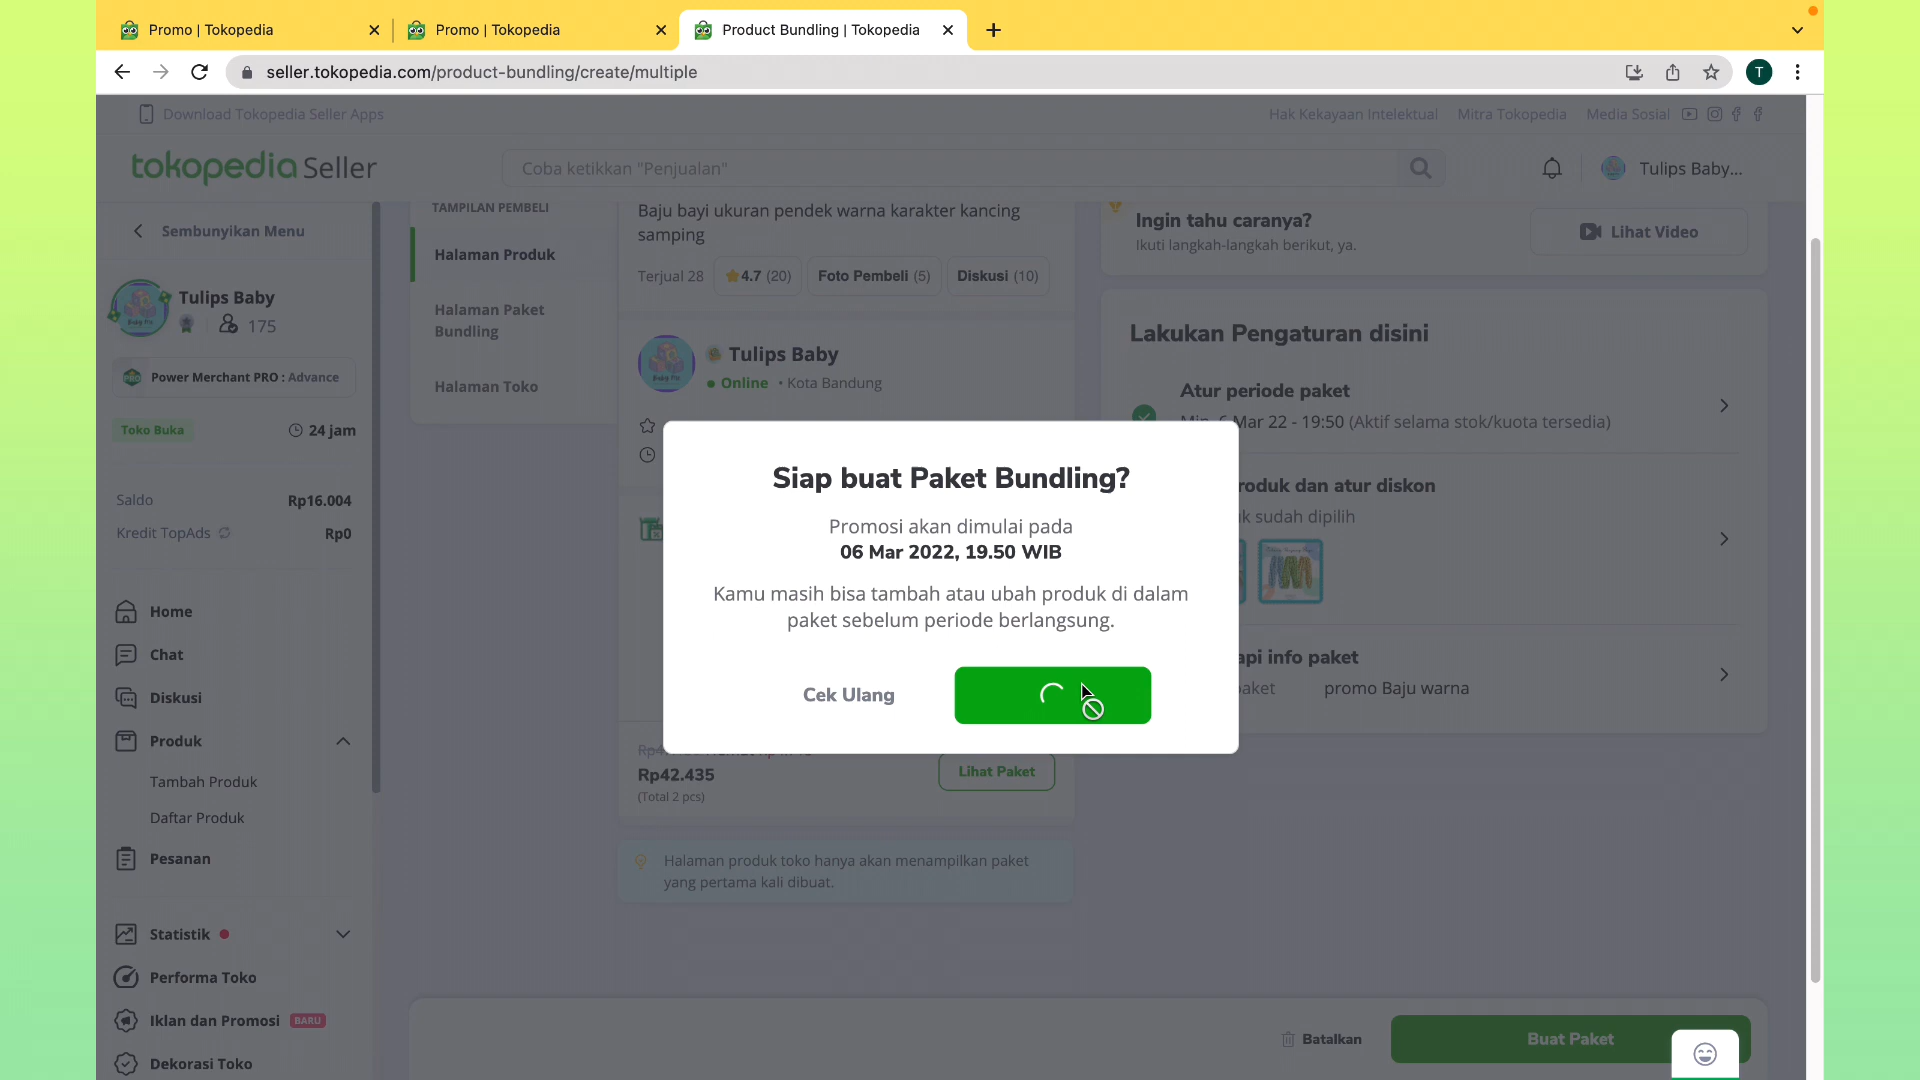 Promo | Tokopedia
Promo | Tokopedia
Product Bundling | Tokopedia
seller.tokopedia.com/product-bundling/create/multiple
T
Download Tokopedia Seller Apps
Hak Kekayaan Intelektual
Mitra Tokopedia
Media Sosial
tokopedia Seller
Coba ketikkan "Penjualan"
Tulips Baby...
Sembunyikan Menu
Tulips Baby
175
Power Merchant PRO : Advance
Toko Buka
24 jam
Saldo
Rp16.004
Kredit TopAds
Rp0
Home
Chat
Diskusi
Produk
Tambah Produk
Daftar Produk
Pesanan
Statistik
Performa Toko
Iklan dan Promosi BARU
Dekorasi Toko
TAMPILAN PEMBELI
Halaman Produk
Halaman Paket
Bundling
Halaman Toko
Baju bayi ukuran pendek warna karakter kancing
samping
Terjual 28
4.7 (20)
Foto Pembeli (5)
Diskusi (10)
Tulips Baby
Online • Kota Bandung
Siap buat Paket Bundling?
Promosi akan dimulai pada
06 Mar 2022, 19.50 WIB
Kamu masih bisa tambah atau ubah produk di dalam
paket sebelum periode berlangsung.
Cek Ulang
Rp42.435
(Total 2 pcs)
Lihat Paket
Halaman produk toko hanya akan menampilkan paket
yang pertama kali dibuat.
Ingin tahu caranya?
Ikuti langkah-langkah berikut, ya.
Lihat Video
Lakukan Pengaturan disini
Atur periode paket
Mar 22 - 19:50 (Aktif selama stok/kuota tersedia)
roduk dan atur diskon
k sudah dipilih
api info paket
paket
promo Baju warna
Batalkan
Buat Paket